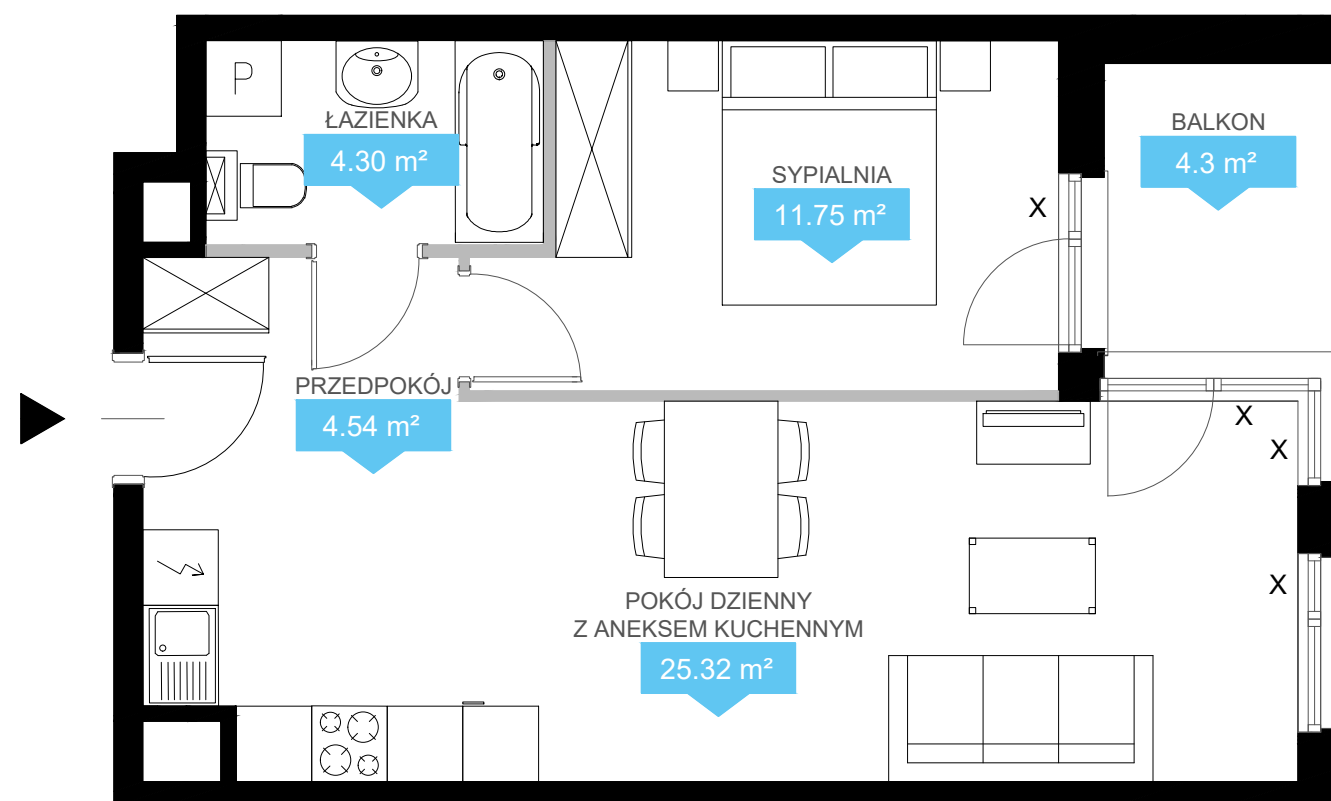 P
ŁAZIENKA
4.30 m²
SYPIALNIA
11.75 m²
BALKON
4.3 m²
X
PRZEDPOKÓJ
4.54 m²
X
X
X
POKÓJ DZIENNY
Z ANEKSEM KUCHENNYM
25.32 m²